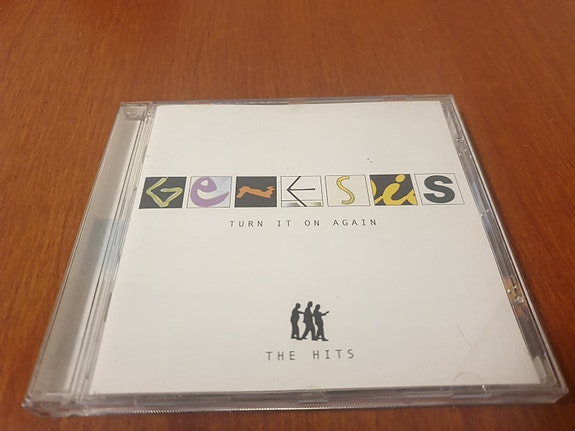 GENESIS
TURN IT ON AGAIN
THE HITS